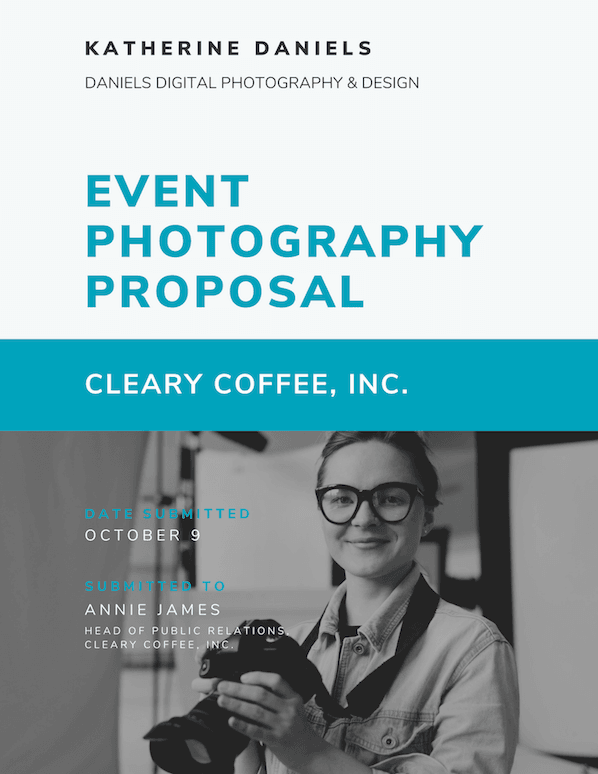 KATHERINE DANIELS
DANIELS DIGITAL PHOTOGRAPHY & DESIGN
EVENT
PHOTOGRAPHY
PROPOSAL
CLEARY COFFEE, INC.
DATE SUBMITTED
OCTOBER 9
SUBMITTED TO
ANNIE JAMES
HEAD OF PUBLIC RELATIONS,
CLEARY COFFEE, INC.